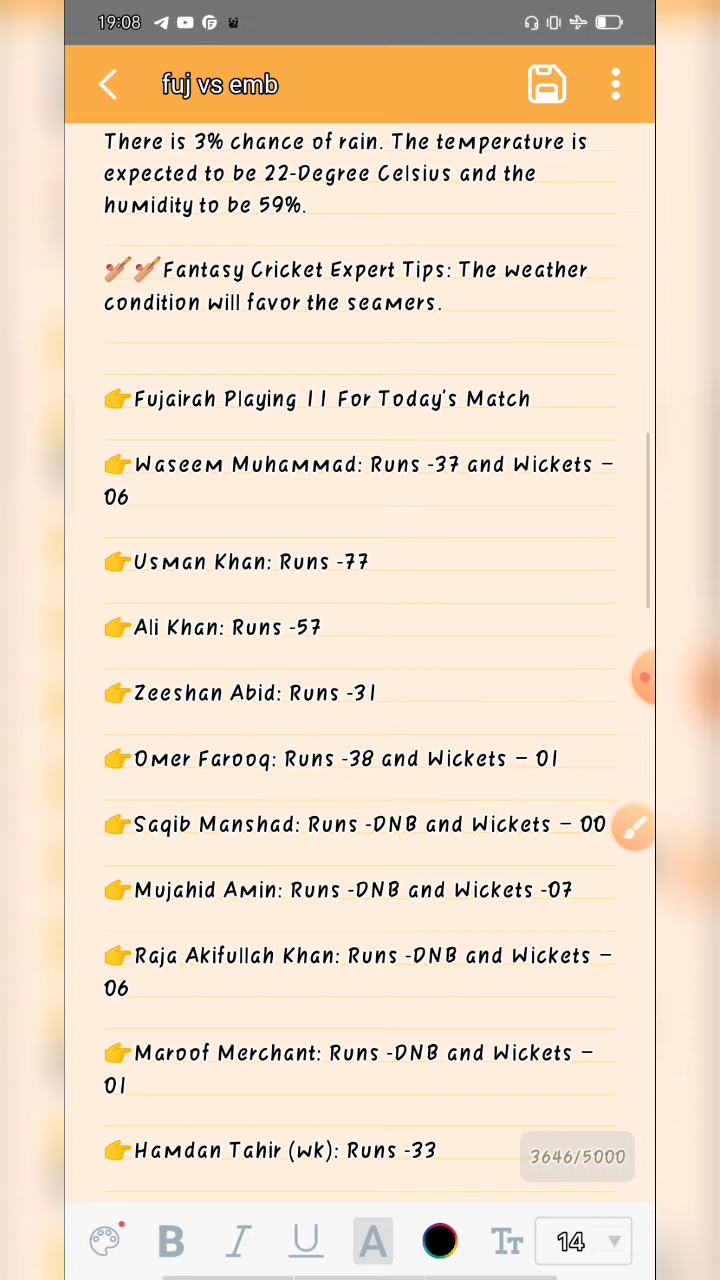 19:08
fuj vs emb
There is 3% chance of rain. The temperature is
expected to be 22-Degree Celsius and the
humidity to be 59%.
🏏🏏Fantasy Cricket Expert Tips: The weather
condition will favor the seamers.
👉Fujairah Playing 11 For Today's Match
👉Waseem Muhammad: Runs -37 and Wickets –
06
👉Usman Khan: Runs -77
👉Ali Khan: Runs -57
👉Zeeshan Abid: Runs -31
👉Omer Farooq: Runs -38 and Wickets – 01
👉Saqib Manshad: Runs -DNB and Wickets – 00
👉Mujahid Amin: Runs -DNB and Wickets -07
👉Raja Akifullah Khan: Runs -DNB and Wickets –
06
👉Maroof Merchant: Runs -DNB and Wickets –
01
👉Hamdan Tahir (wk): Runs -33
3646/5000
B I U A Tт 14